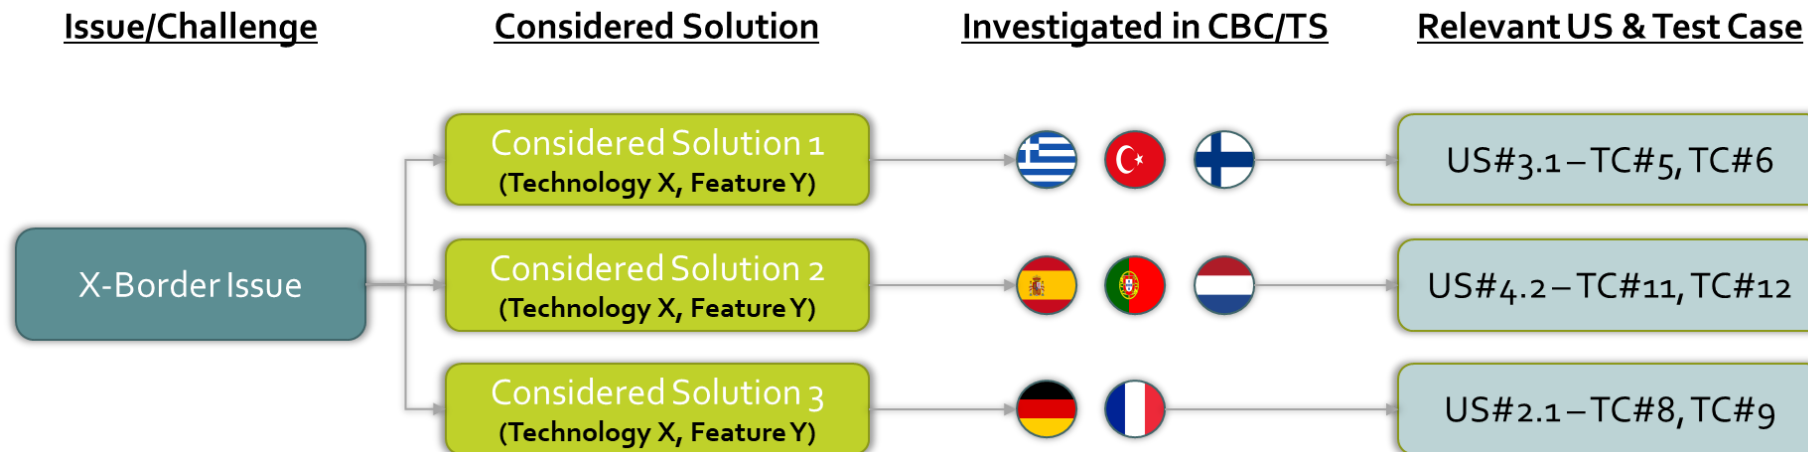 Issue/Challenge
Considered Solution
Investigated in CBC/TS
Relevant US & Test Case
X-Border Issue
Considered Solution 1
(Technology X, Feature Y)
US#3.1 – TC#5, TC#6
Considered Solution 2
(Technology X, Feature Y)
US#4.2 – TC#11, TC#12
Considered Solution 3
(Technology X, Feature Y)
US#2.1 – TC#8, TC#9